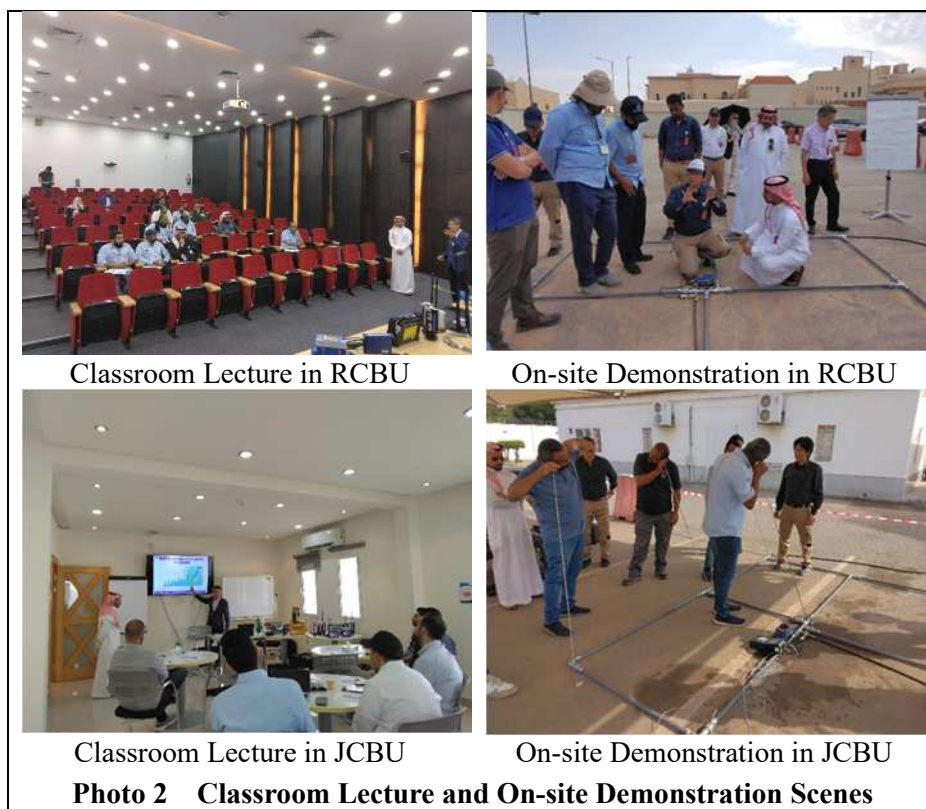 Classroom Lecture in RCBU
On-site Demonstration in RCBU
Classroom Lecture in JCBU
On-site Demonstration in JCBU
Photo 2 Classroom Lecture and On-site Demonstration Scenes